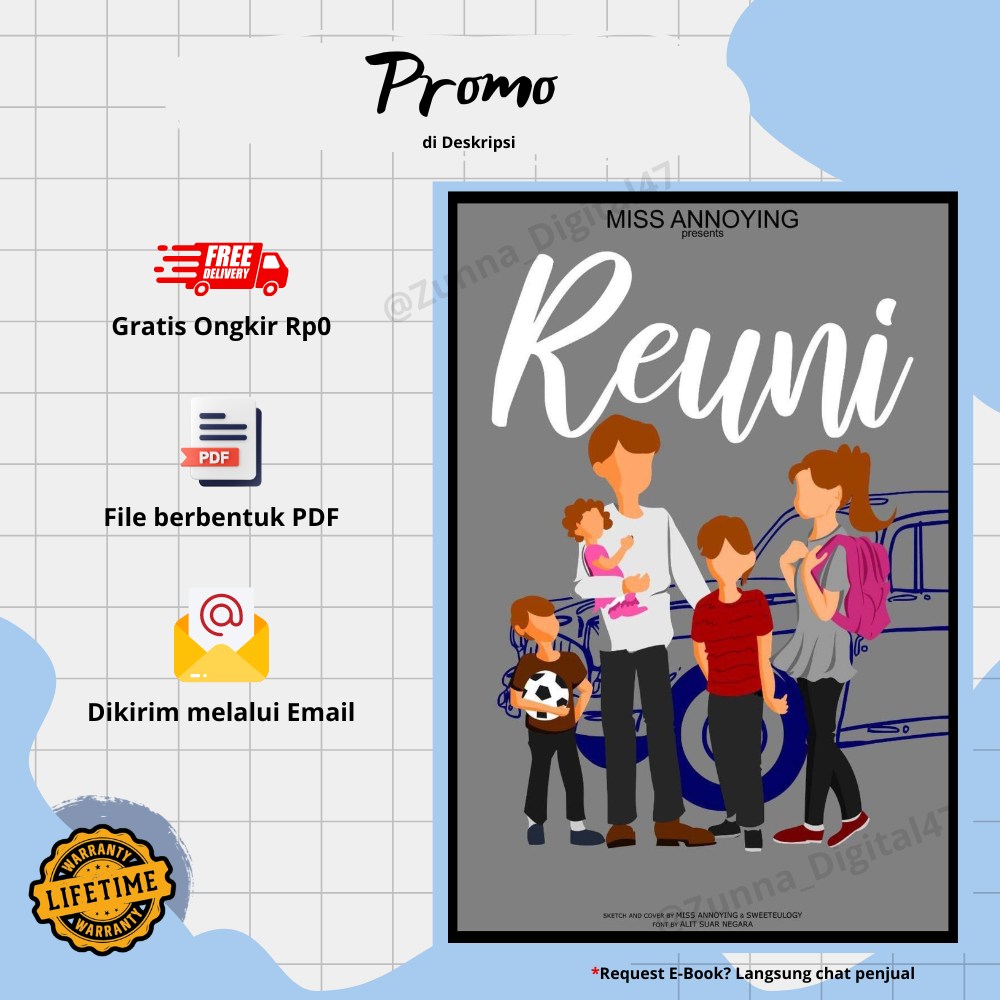 Promo
di Deskripsi
FREE
DELIVERY
Gratis Ongkir Rp0
PDF
File berbentuk PDF
@
Dikirim melalui Email
WARRANTY
LIFETIME
WARRANTY
@Zunna_Digital47
MISS ANNOYING
presents
Reuni
@Zunna_Digital47
SKETCH AND COVER BY MISS ANNOYING & SWEETEULOGY
FONT BY ALIT SUAR NEGARA
*Request E-Book? Langsung chat penjual